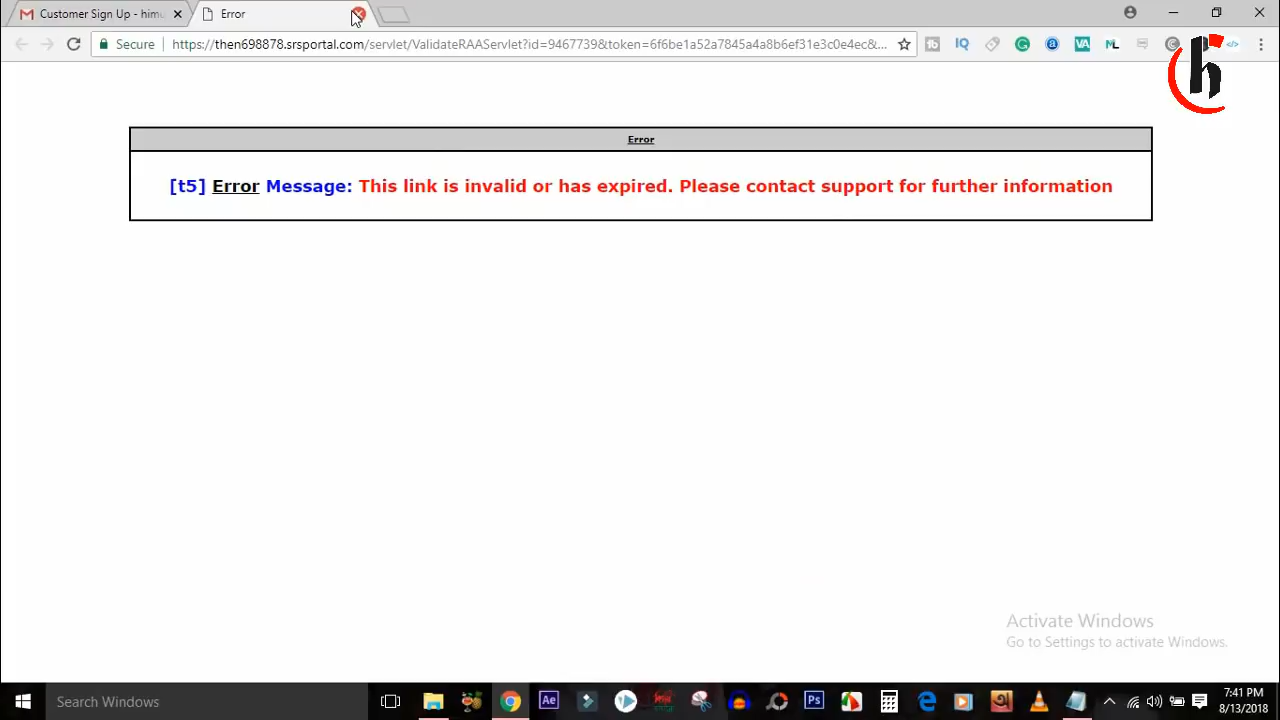 Customer Sign Up - himu
Error
Secure
https://then698878.srsportal.com/servlet/ValidateRAAServlet?id=9467739&token=6f6be1a52a7845a4a8b6ef31e3c0e4ec&...
Error
[t5] Error Message: This link is invalid or has expired. Please contact support for further information
Activate Windows
Go to Settings to activate Windows.
Search Windows
7:41 PM
8/13/2018